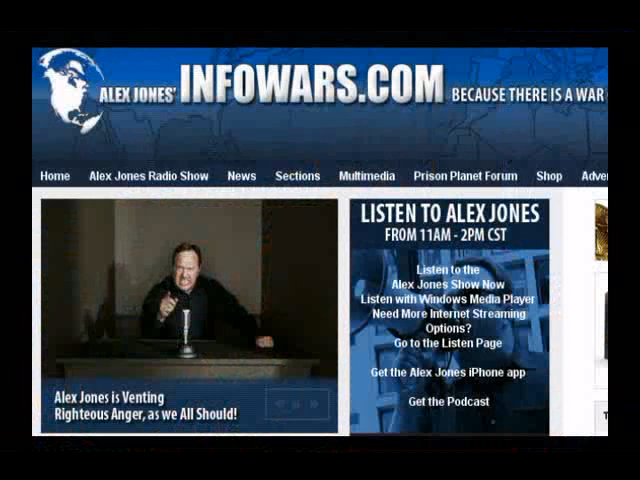 ALEX JONES' INFOWARS.COM BECAUSE THERE IS A WAR
Home Alex Jones Radio Show News Sections Multimedia Prison Planet Forum Shop Adver
LISTEN TO ALEX JONES
FROM 11AM - 2PM CST
Listen to the
Alex Jones Show Now
Listen with Windows Media Player
Need More Internet Streaming
Options?
Go to the Listen Page
Get the Alex Jones iPhone app
Get the Podcast
Alex Jones is Venting
Righteous Anger, as we All Should!